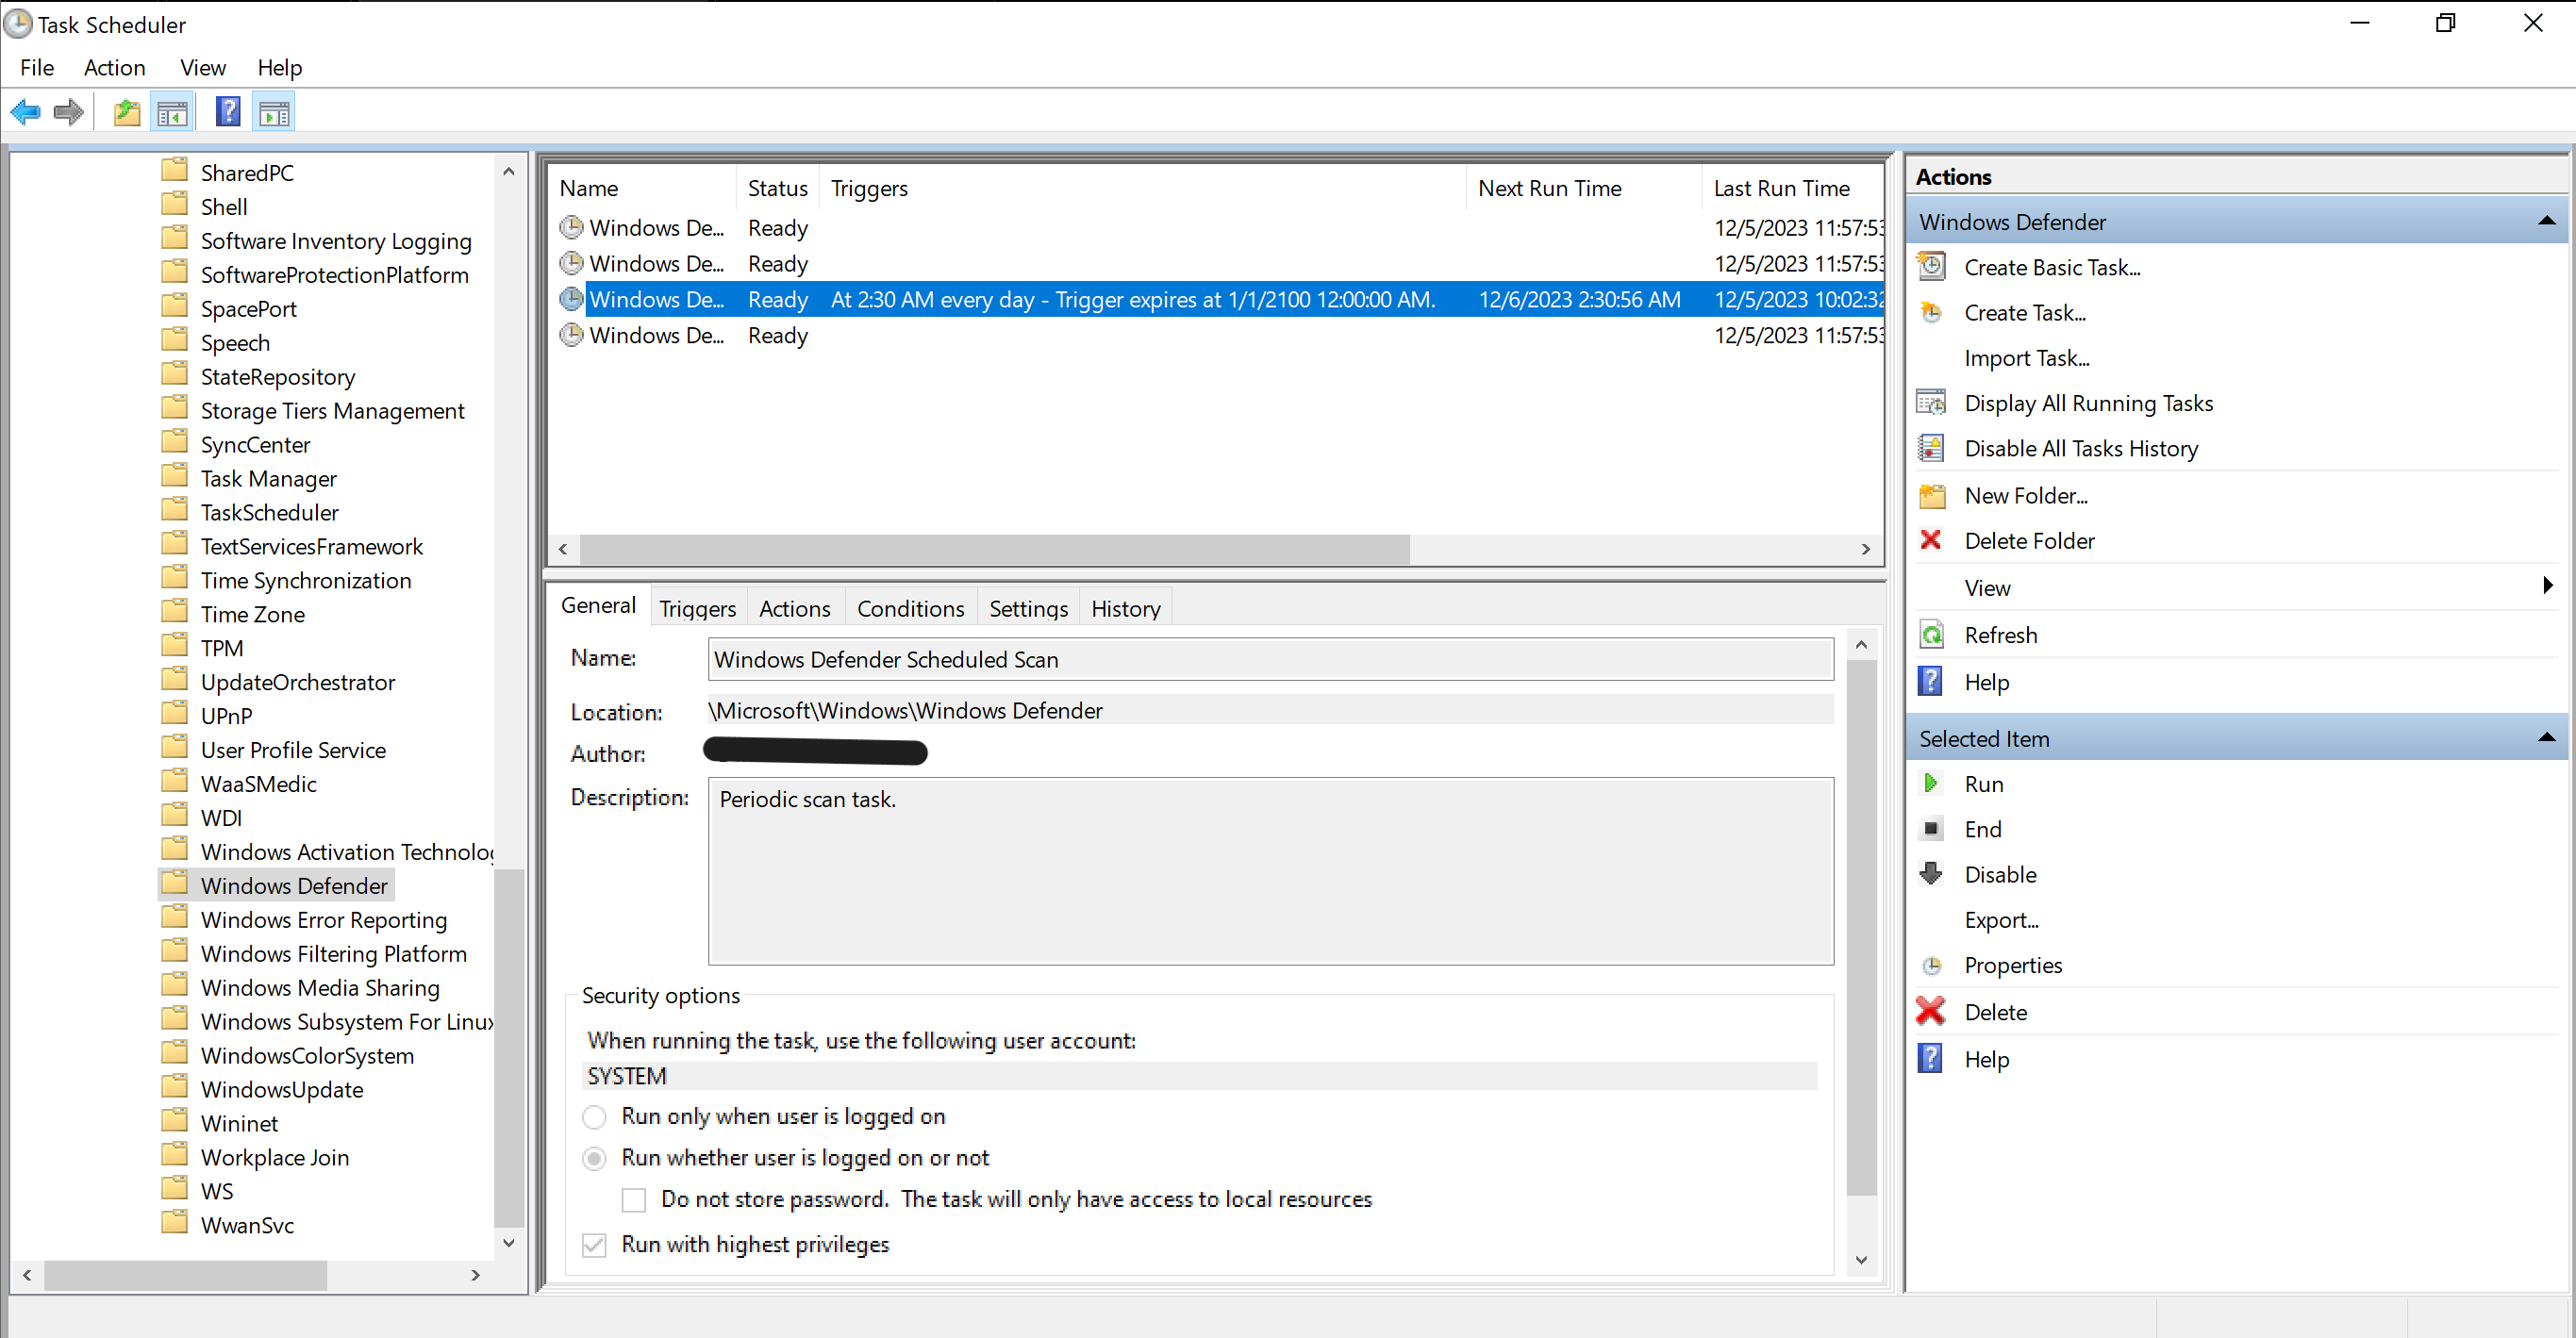 Task Scheduler
File Action View Help
SharedPC
Shell
Software Inventory Logging
SoftwareProtectionPlatform
SpacePort
Speech
StateRepository
Storage Tiers Management
SyncCenter
Task Manager
TaskScheduler
TextServicesFramework
Time Synchronization
Time Zone
TPM
UpdateOrchestrator
UPnP
User Profile Service
WaaSMedic
WDI
Windows Activation Technolog
Windows Defender
Windows Error Reporting
Windows Filtering Platform
Windows Media Sharing
Windows Subsystem For Linux
WindowsColorSystem
WindowsUpdate
Wininet
Workplace Join
WS
WwanSvc
Name Status Triggers Next Run Time Last Run Time
Windows De... Ready 12/5/2023 11:57:53
Windows De... Ready 12/5/2023 11:57:53
Windows De... Ready At 2:30 AM every day - Trigger expires at 1/1/2100 12:00:00 AM. 12/6/2023 2:30:56 AM 12/5/2023 10:02:32
Windows De... Ready 12/5/2023 11:57:53
General Triggers Actions Conditions Settings History
Name: Windows Defender Scheduled Scan
Location: \Microsoft\Windows\Windows Defender
Author:
Description: Periodic scan task.
Security options
When running the task, use the following user account:
SYSTEM
Run only when user is logged on
Run whether user is logged on or not
Do not store password. The task will only have access to local resources
Run with highest privileges
Actions
Windows Defender
Create Basic Task...
Create Task...
Import Task...
Display All Running Tasks
Disable All Tasks History
New Folder...
Delete Folder
View
Refresh
Help
Selected Item
Run
End
Disable
Export...
Properties
Delete
Help